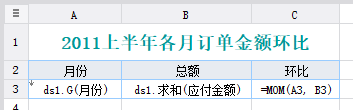 A B C
1 2011上半年各月订单金额环比
2 月份 总额 环比
3 ds1.G(月份) ds1.求和(应付金额) =MOM(A3, B3)